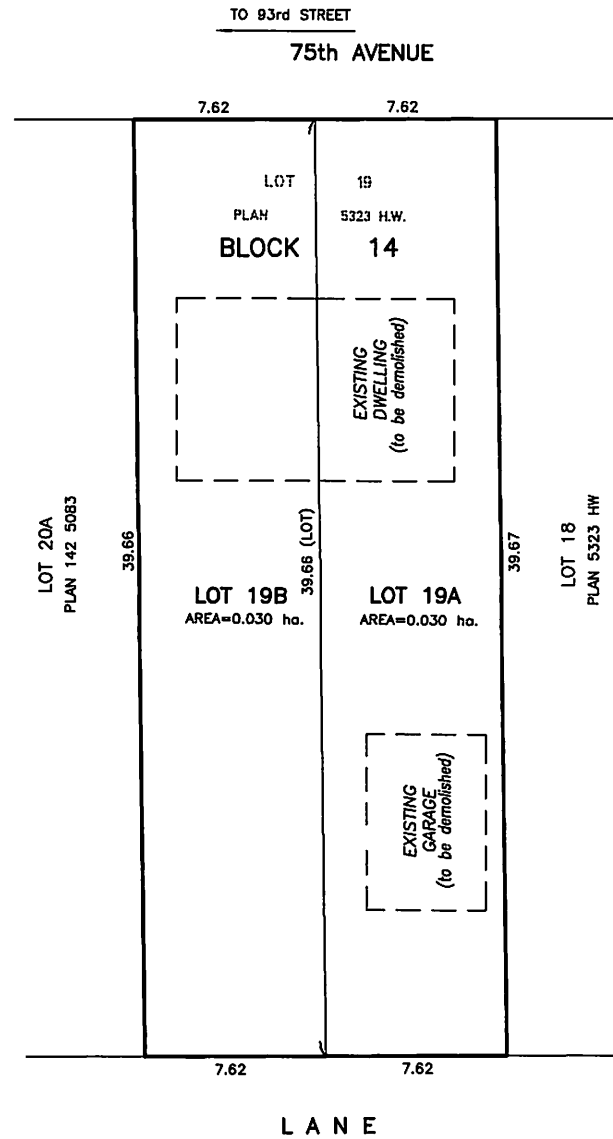 TO 93rd STREET
75th AVENUE
7.62 7.62
LOT 19
PLAN 5323 H.W.
BLOCK 14
EXISTING
DWELLING
(to be demolished)
LOT 20A
PLAN 142 5083
39.66
39.66 (LOT)
39.67
LOT 18
PLAN 5323 HW
LOT 19B LOT 19A
AREA=0.030 ha. AREA=0.030 ha.
EXISTING
GARAGE
(to be demolished)
7.62 7.62
LANE